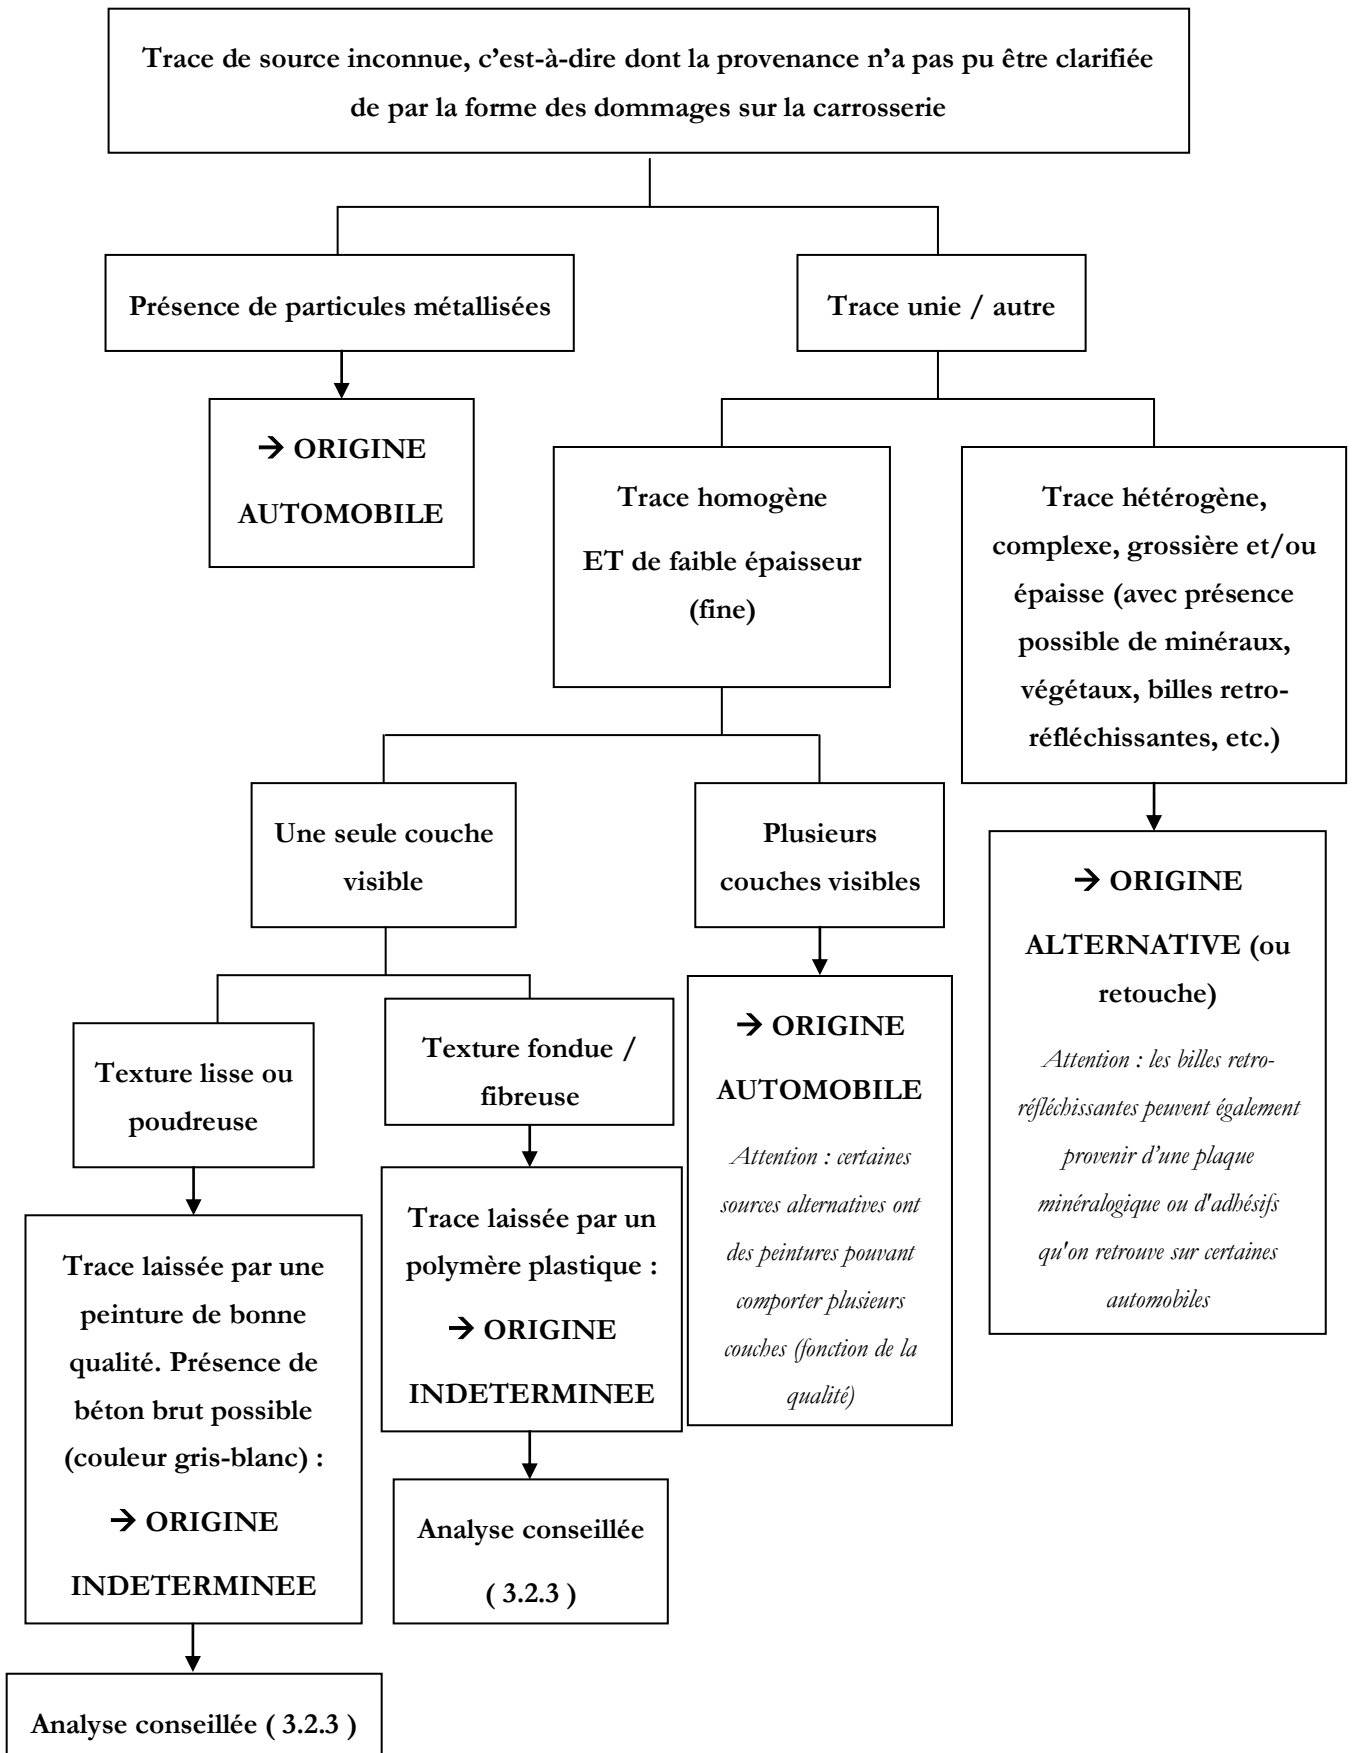 Trace de source inconnue, c’est-à-dire dont la provenance n’a pas pu être clarifiée
de par la forme des dommages sur la carrosserie
Présence de particules métallisées
Trace unie / autre
→ ORIGINE
AUTOMOBILE
Trace homogène
ET de faible épaisseur
(fine)
Trace hétérogène,
complexe, grossière et/ou
épaisse (avec présence
possible de minéraux,
végétaux, billes retro-
réfléchissantes, etc.)
Une seule couche
visible
Plusieurs
couches visibles
→ ORIGINE
ALTERNATIVE (ou
retouche)
Attention : les billes retro-
réfléchissantes peuvent également
provenir d’une plaque
minéralogique ou d'adhésifs
qu'on retrouve sur certaines
automobiles
Texture lisse ou
poudreuse
Texture fondue /
fibreuse
→ ORIGINE
AUTOMOBILE
Attention : certaines
sources alternatives ont
des peintures pouvant
comporter plusieurs
couches (fonction de la
qualité)
Trace laissée par une
peinture de bonne
qualité. Présence de
béton brut possible
(couleur gris-blanc) :
→ ORIGINE
INDETERMINEE
Trace laissée par un
polymère plastique :
→ ORIGINE
INDETERMINEE
Analyse conseillée
( 3.2.3 )
Analyse conseillée ( 3.2.3 )